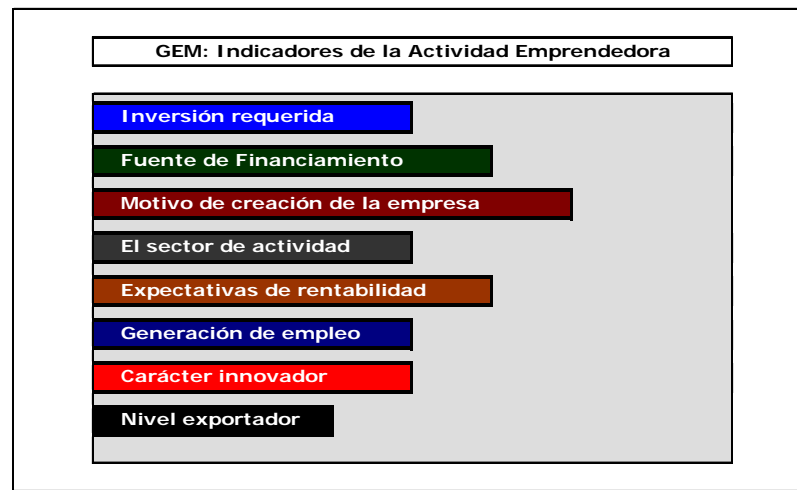 GEM: Indicadores de la Actividad Emprendedora
Inversión requerida
Fuente de Financiamiento
Motivo de creación de la empresa
El sector de actividad
Expectativas de rentabilidad
Generación de empleo
Carácter innovador
Nivel exportador